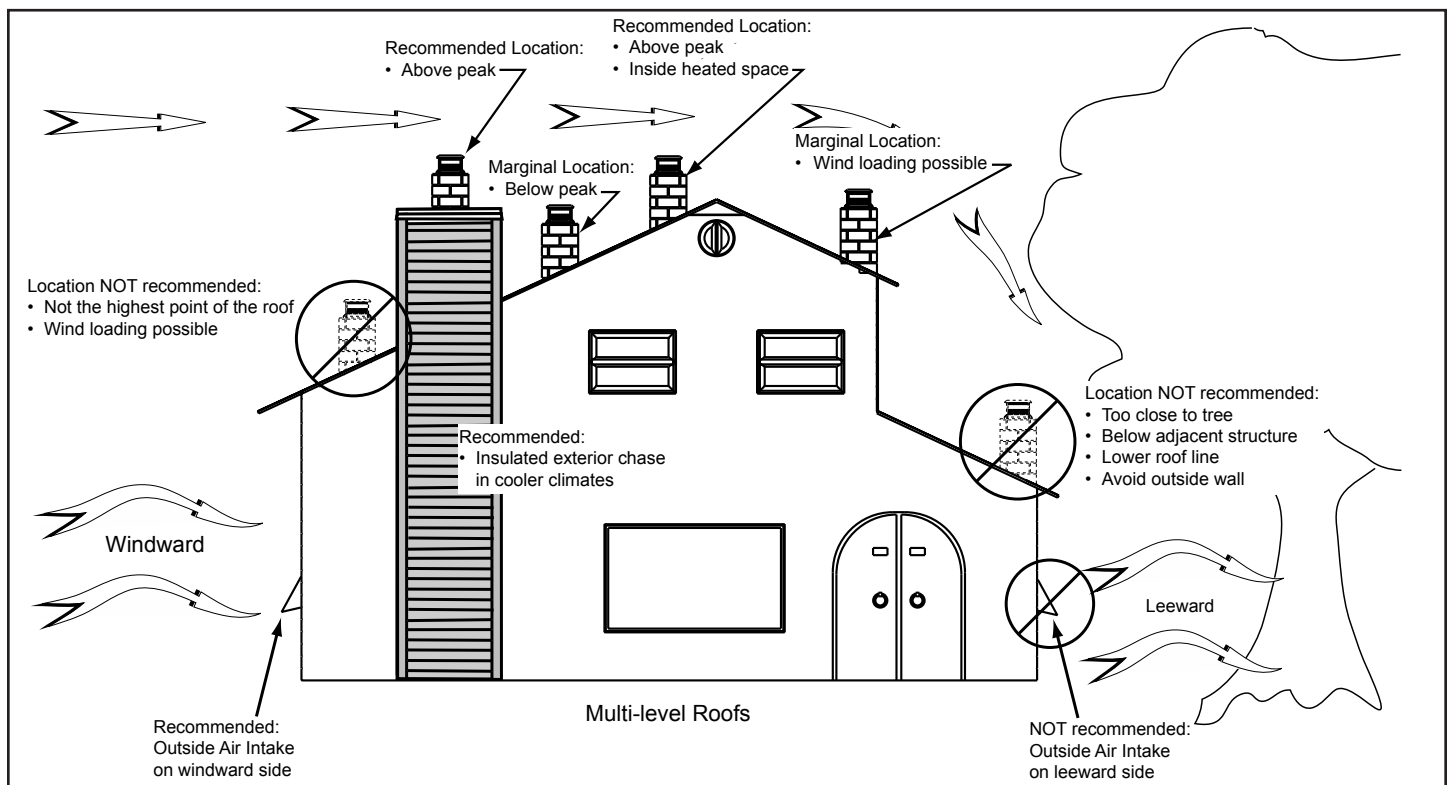 Recommended Location:
• Above peak
Recommended Location:
• Above peak
• Inside heated space
Marginal Location:
• Below peak
Marginal Location:
• Wind loading possible
Location NOT recommended:
• Not the highest point of the roof
• Wind loading possible
Location NOT recommended:
• Too close to tree
• Below adjacent structure
• Lower roof line
• Avoid outside wall
Recommended:
• Insulated exterior chase
in cooler climates
Windward
Leeward
Multi-level Roofs
Recommended:
Outside Air Intake
on windward side
NOT recommended:
Outside Air Intake
on leeward side